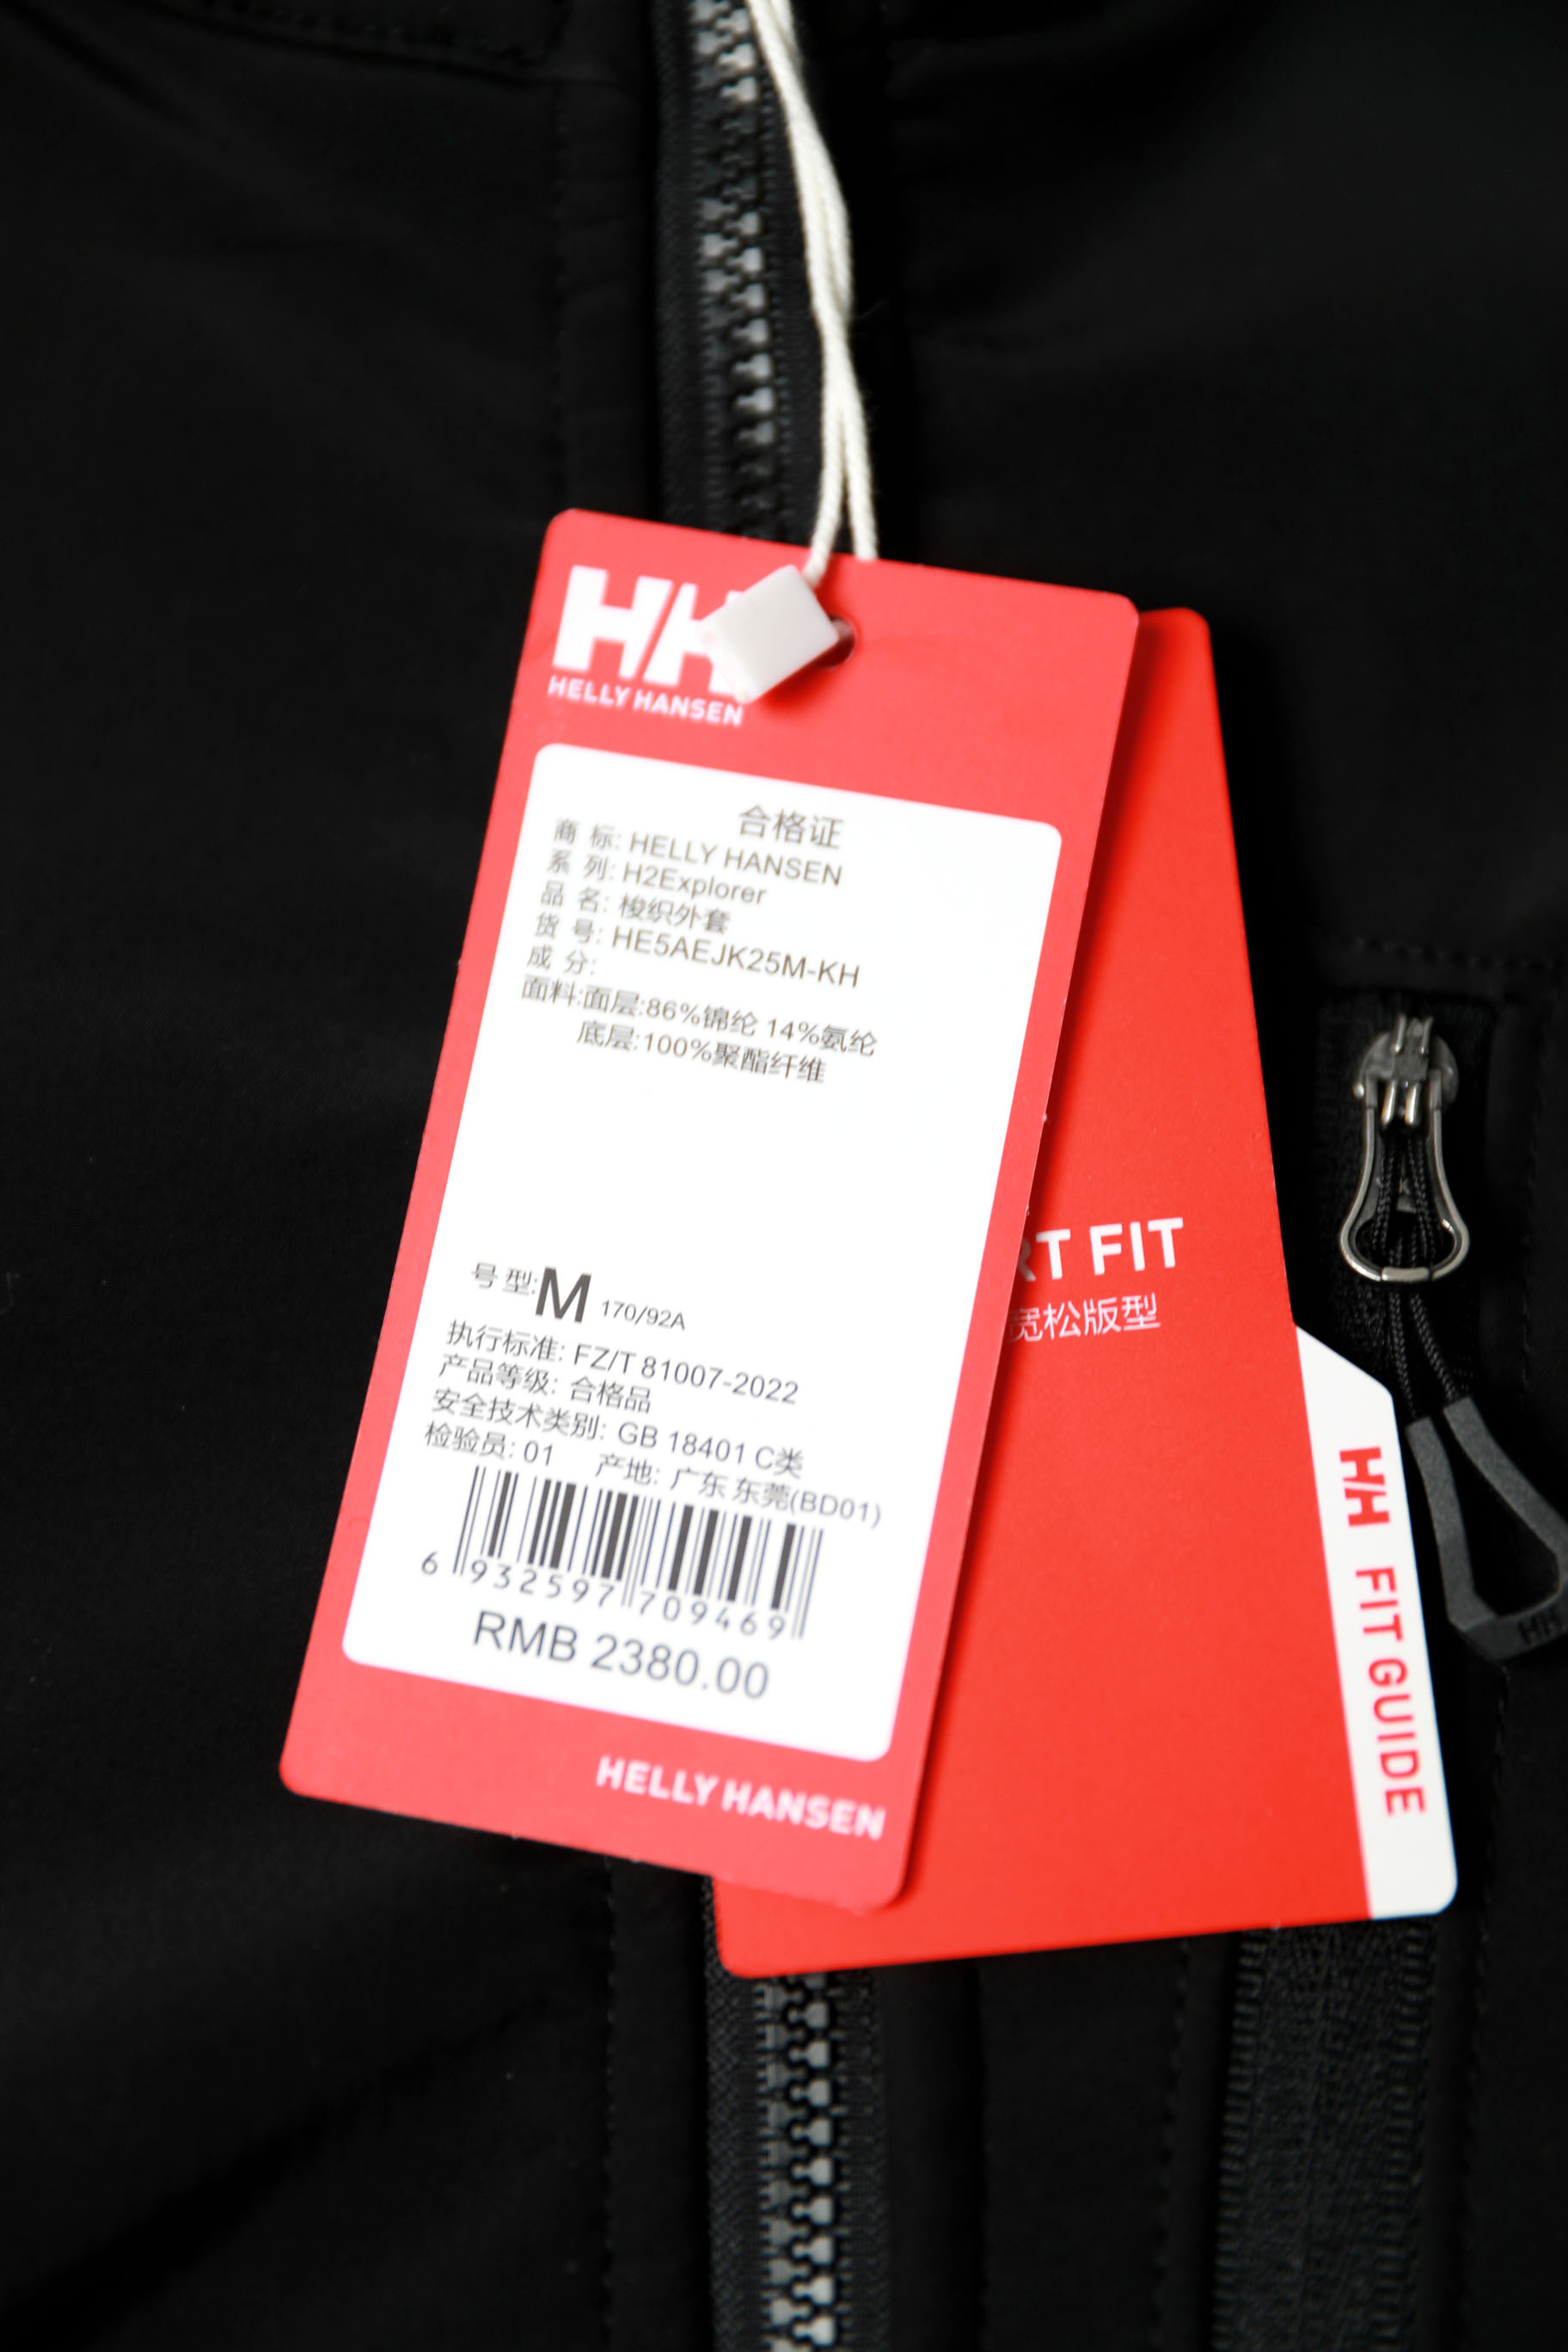 HH
HELLY HANSEN
合格证
商 标: HELLY HANSEN
系 列: H2Explorer
品 名: 梭织外套
货 号: HE5AEJK25M-KH
成 分:
面料:面层:86%锦纶 14%氨纶
底层:100%聚酯纤维
号 型:M 170/92A
执行标准: FZ/T 81007-2022
产品等级: 合格品
安全技术类别: GB 18401 C类
检验员: 01 产地: 广东 东莞(BD01)
6 932597 709469
RMB 2380.00
HELLY HANSEN
RT FIT
宽松版型
HH FIT GUIDE
HH